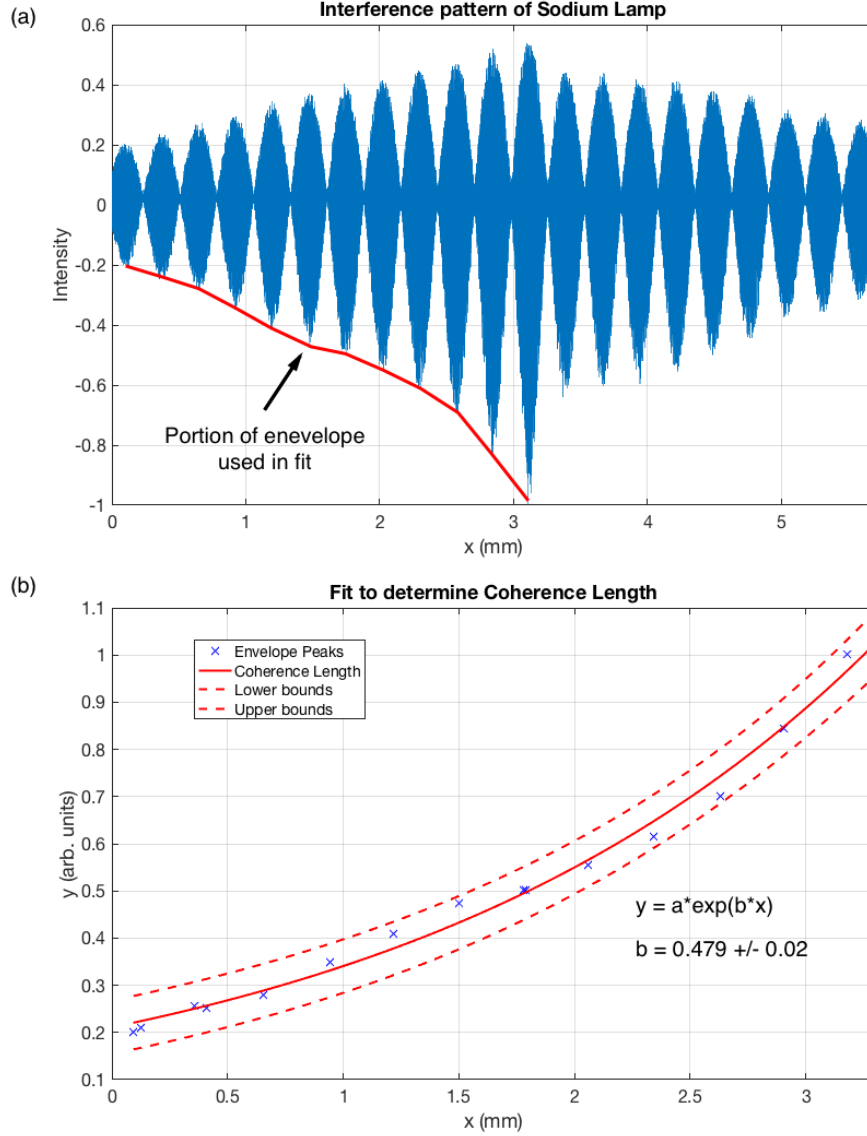 (a)
Interference pattern of Sodium Lamp
0.6
0.4
0.2
0
-0.2
-0.4
-0.6
-0.8
-1
Intensity
Portion of enevelope
used in fit
0 1 2 3 4 5
x (mm)
(b)
Fit to determine Coherence Length
1.1
1
0.9
0.8
0.7
0.6
0.5
0.4
0.3
0.2
0.1
y (arb. units)
Envelope Peaks
Coherence Length
Lower bounds
Upper bounds
y = a*exp(b*x)
b = 0.479 +/- 0.02
0 0.5 1 1.5 2 2.5 3
x (mm)